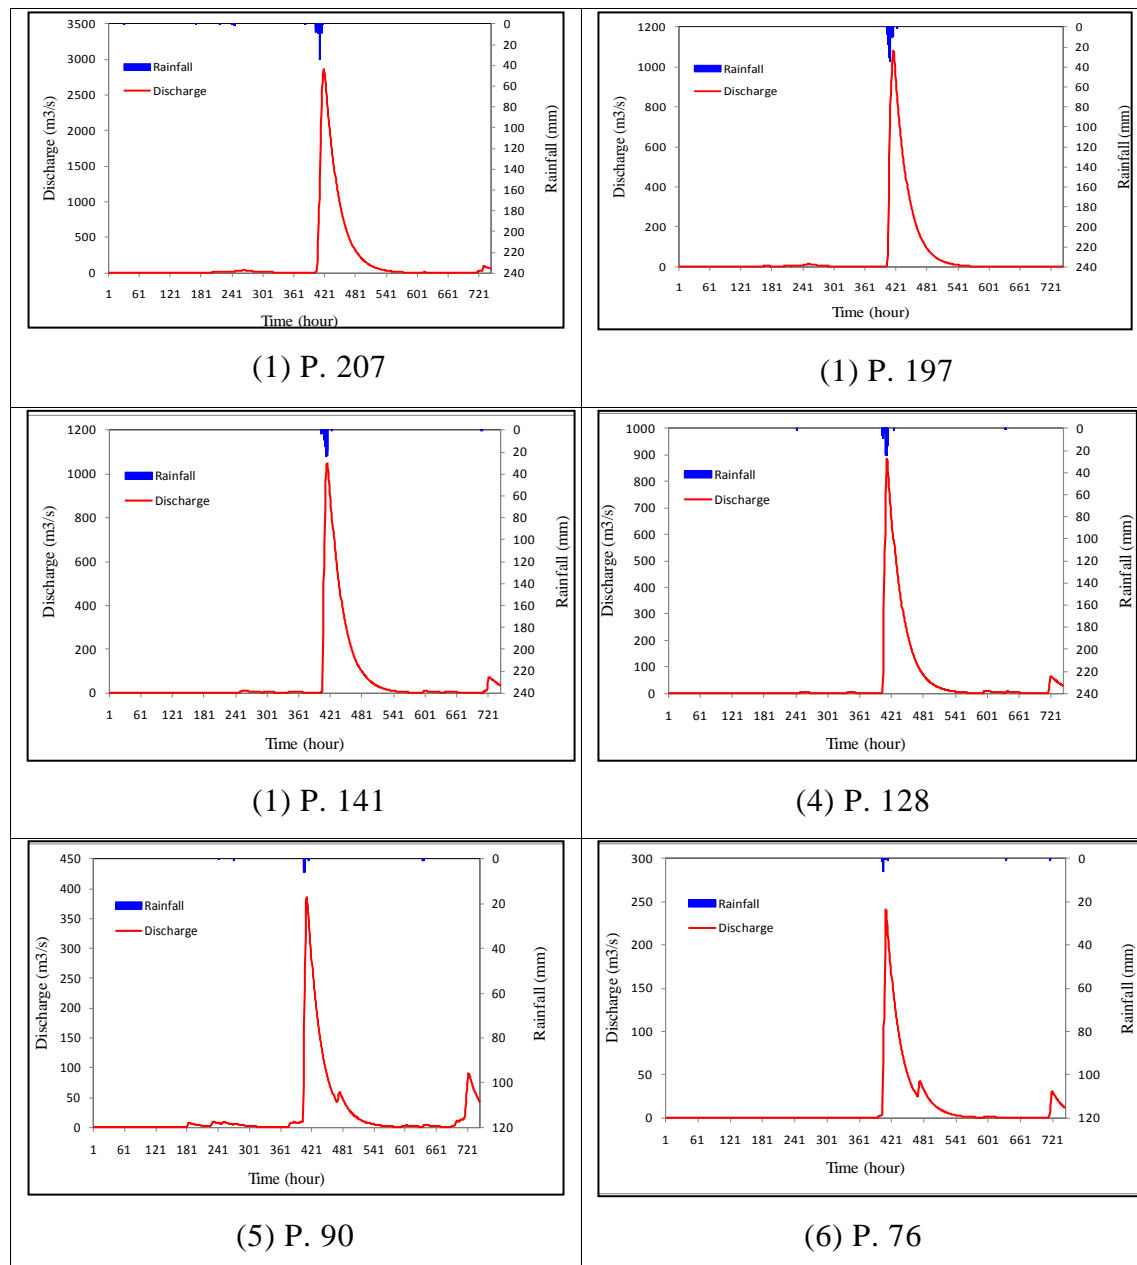 3500
3000
2500
2000
1500
1000
500
0
Discharge (m3/s)
Rainfall
Discharge
0
20
40
60
80
100
120
140
160
180
200
220
240
Rainfall (mm)
1 61 121 181 241 301 361 421 481 541 601 661 721
Time (hour)
(1) P. 207
1200
1000
800
600
400
200
0
Discharge (m3/s)
Rainfall
Discharge
0
20
40
60
80
100
120
140
160
180
200
220
240
Rainfall (mm)
1 61 121 181 241 301 361 421 481 541 601 661 721
Time (hour)
(1) P. 197
1200
1000
800
600
400
200
0
Discharge (m3/s)
Rainfall
Discharge
0
20
40
60
80
100
120
140
160
180
200
220
240
Rainfall (mm)
1 61 121 181 241 301 361 421 481 541 601 661 721
Time (hour)
(1) P. 141
1000
900
800
700
600
500
400
300
200
100
0
Discharge (m3/s)
Rainfall
Discharge
0
20
40
60
80
100
120
140
160
180
200
220
240
Rainfall (mm)
1 61 121 181 241 301 361 421 481 541 601 661 721
Time (hour)
(4) P. 128
450
400
350
300
250
200
150
100
50
0
Discharge (m3/s)
Rainfall
Discharge
0
20
40
60
80
100
120
Rainfall (mm)
1 61 121 181 241 301 361 421 481 541 601 661 721
Time (hour)
(5) P. 90
300
250
200
150
100
50
0
Discharge (m3/s)
Rainfall
Discharge
0
20
40
60
80
100
120
Rainfall (mm)
1 61 121 181 241 301 361 421 481 541 601 661 721
Time (hour)
(6) P. 76